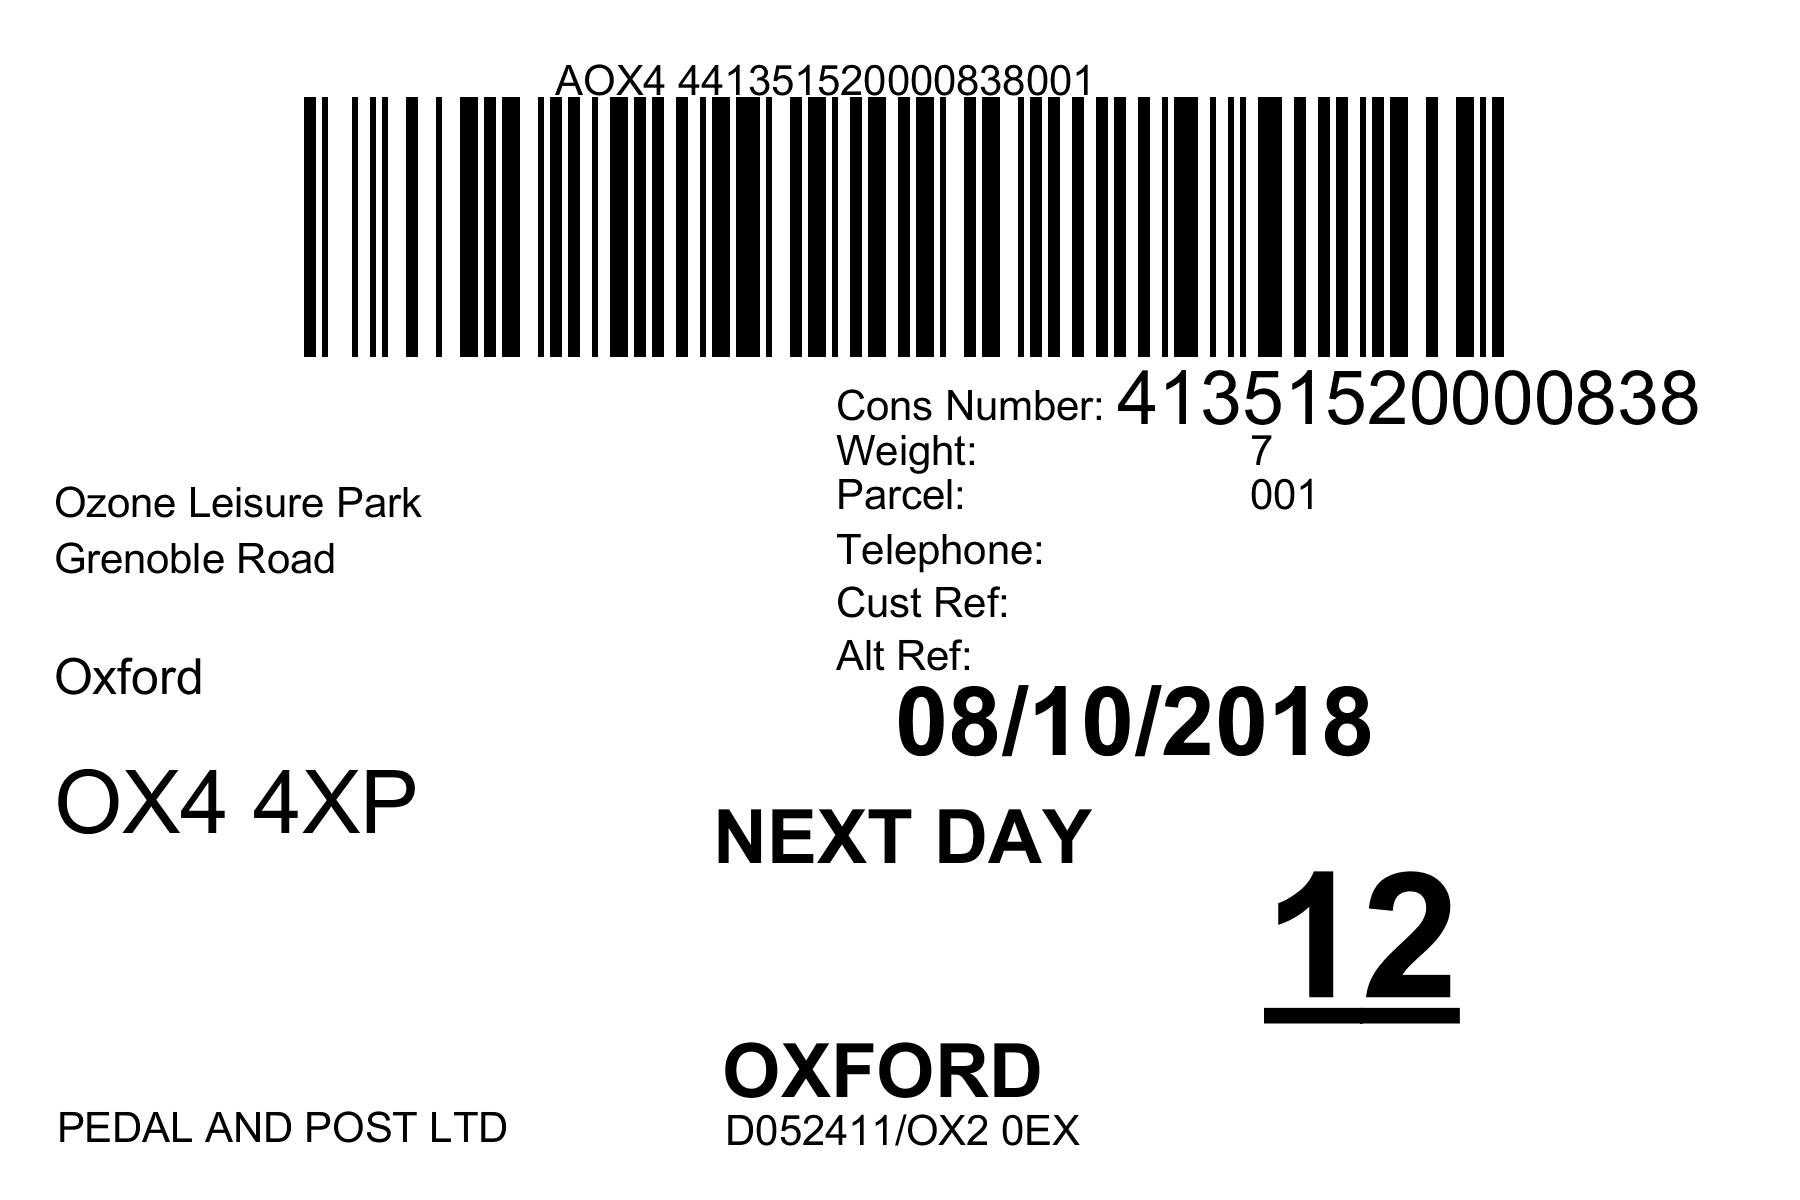 AOX4 441351520000838001
Cons Number: 41351520000838
Weight: 7
Parcel: 001
Telephone:
Cust Ref:
Alt Ref:
Ozone Leisure Park
Grenoble Road
Oxford
OX4 4XP
08/10/2018
NEXT DAY
12
OXFORD
D052411/OX2 0EX
PEDAL AND POST LTD